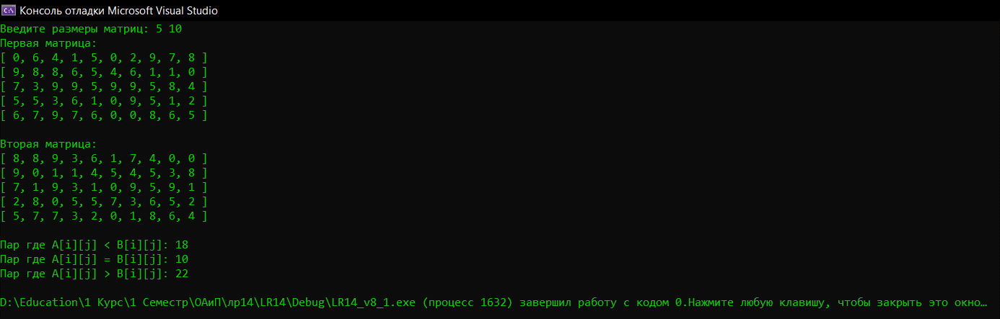 C:\ Консоль отладки Microsoft Visual Studio
Введите размеры матриц: 5 10
Первая матрица:
[ 0, 6, 4, 1, 5, 0, 2, 9, 7, 8 ]
[ 9, 8, 8, 6, 5, 4, 6, 1, 1, 0 ]
[ 7, 3, 9, 9, 5, 9, 9, 5, 8, 4 ]
[ 5, 5, 3, 6, 1, 0, 9, 5, 1, 2 ]
[ 6, 7, 9, 7, 6, 0, 0, 8, 6, 5 ]
Вторая матрица:
[ 8, 8, 9, 3, 6, 1, 7, 4, 0, 0 ]
[ 9, 0, 1, 1, 4, 5, 4, 5, 3, 8 ]
[ 7, 1, 9, 3, 1, 0, 9, 5, 9, 1 ]
[ 2, 8, 0, 5, 5, 7, 3, 6, 5, 2 ]
[ 5, 7, 7, 3, 2, 0, 1, 8, 6, 4 ]
Пар где A[i][j] < B[i][j]: 18
Пар где A[i][j] = B[i][j]: 10
Пар где A[i][j] > B[i][j]: 22
D:\Education\1 Курс\1 Семестр\ОАиП\лр14\LR14\Debug\LR14_v8_1.exe (процесс 1632) завершил работу с кодом 0.Нажмите любую клавишу, чтобы закрыть это окно…